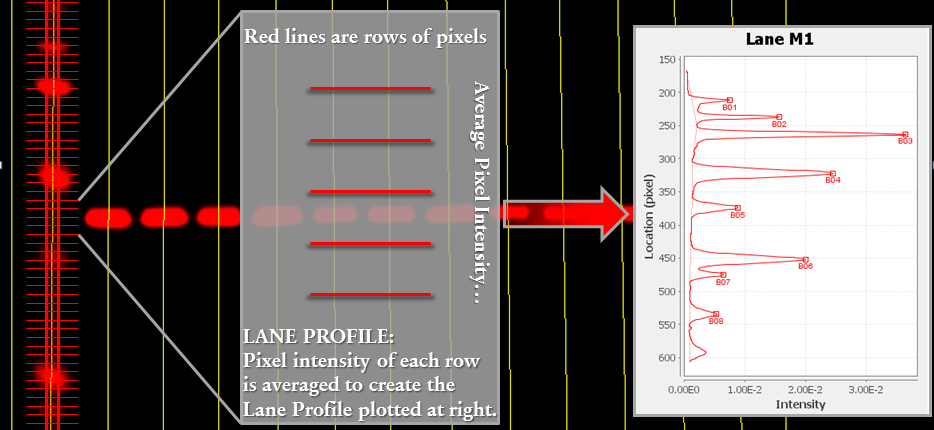 Red lines are rows of pixels
Average Pixel Intensity...
LANE PROFILE:
Pixel intensity of each row
is averaged to create the
Lane Profile plotted at right.
Lane M1
Location (pixel)
150
200
250
300
350
400
450
500
550
600
B01
B02
B03
B04
B05
B06
B07
B08
0.00E0 1.00E-2 2.00E-2 3.00E-2
Intensity